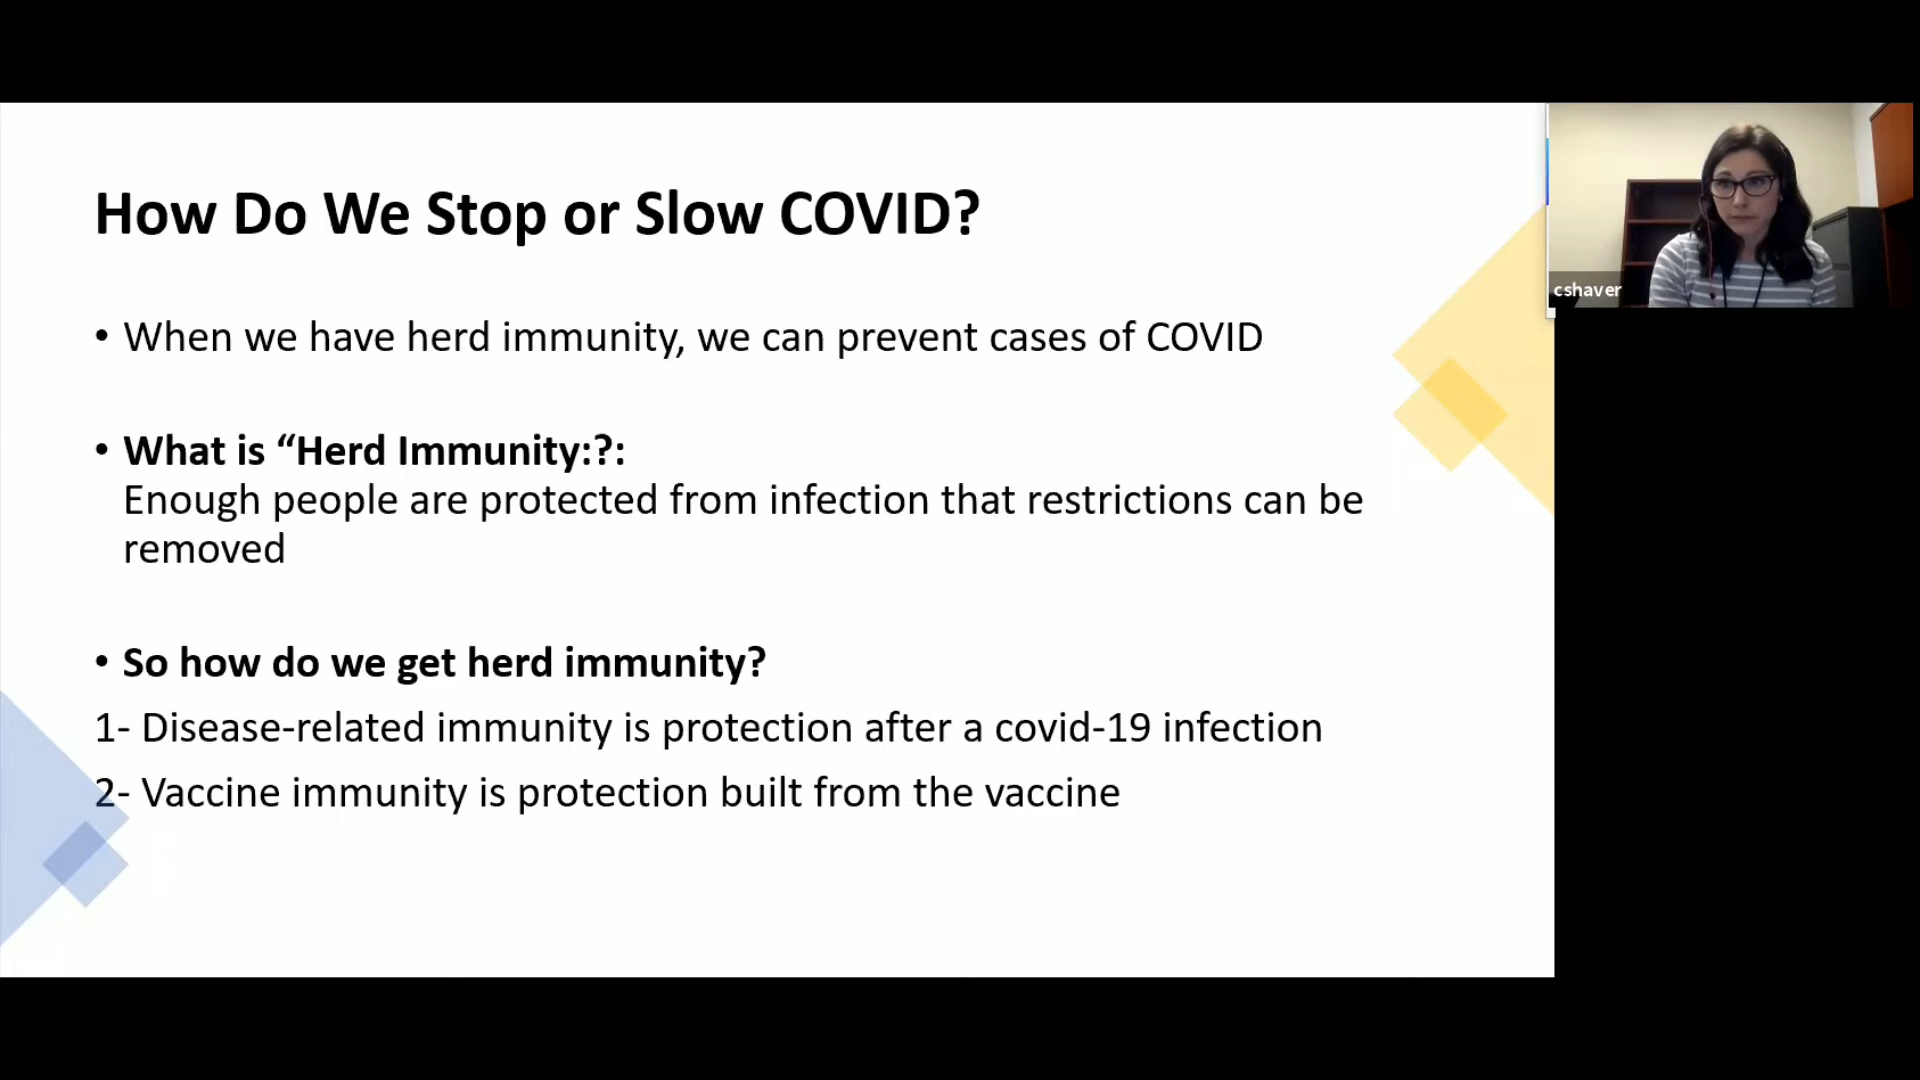 How Do We Stop or Slow COVID?
• When we have herd immunity, we can prevent cases of COVID
• What is “Herd Immunity:?:
Enough people are protected from infection that restrictions can be
removed
• So how do we get herd immunity?
1- Disease-related immunity is protection after a covid-19 infection
2- Vaccine immunity is protection built from the vaccine
cshaver